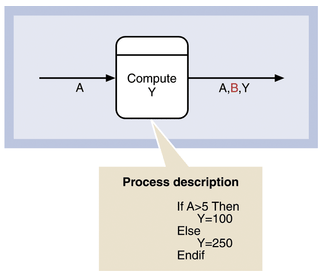 Compute
Y
A
A,B,Y
Process description
If A>5 Then
Y=100
Else
Y=250
Endif